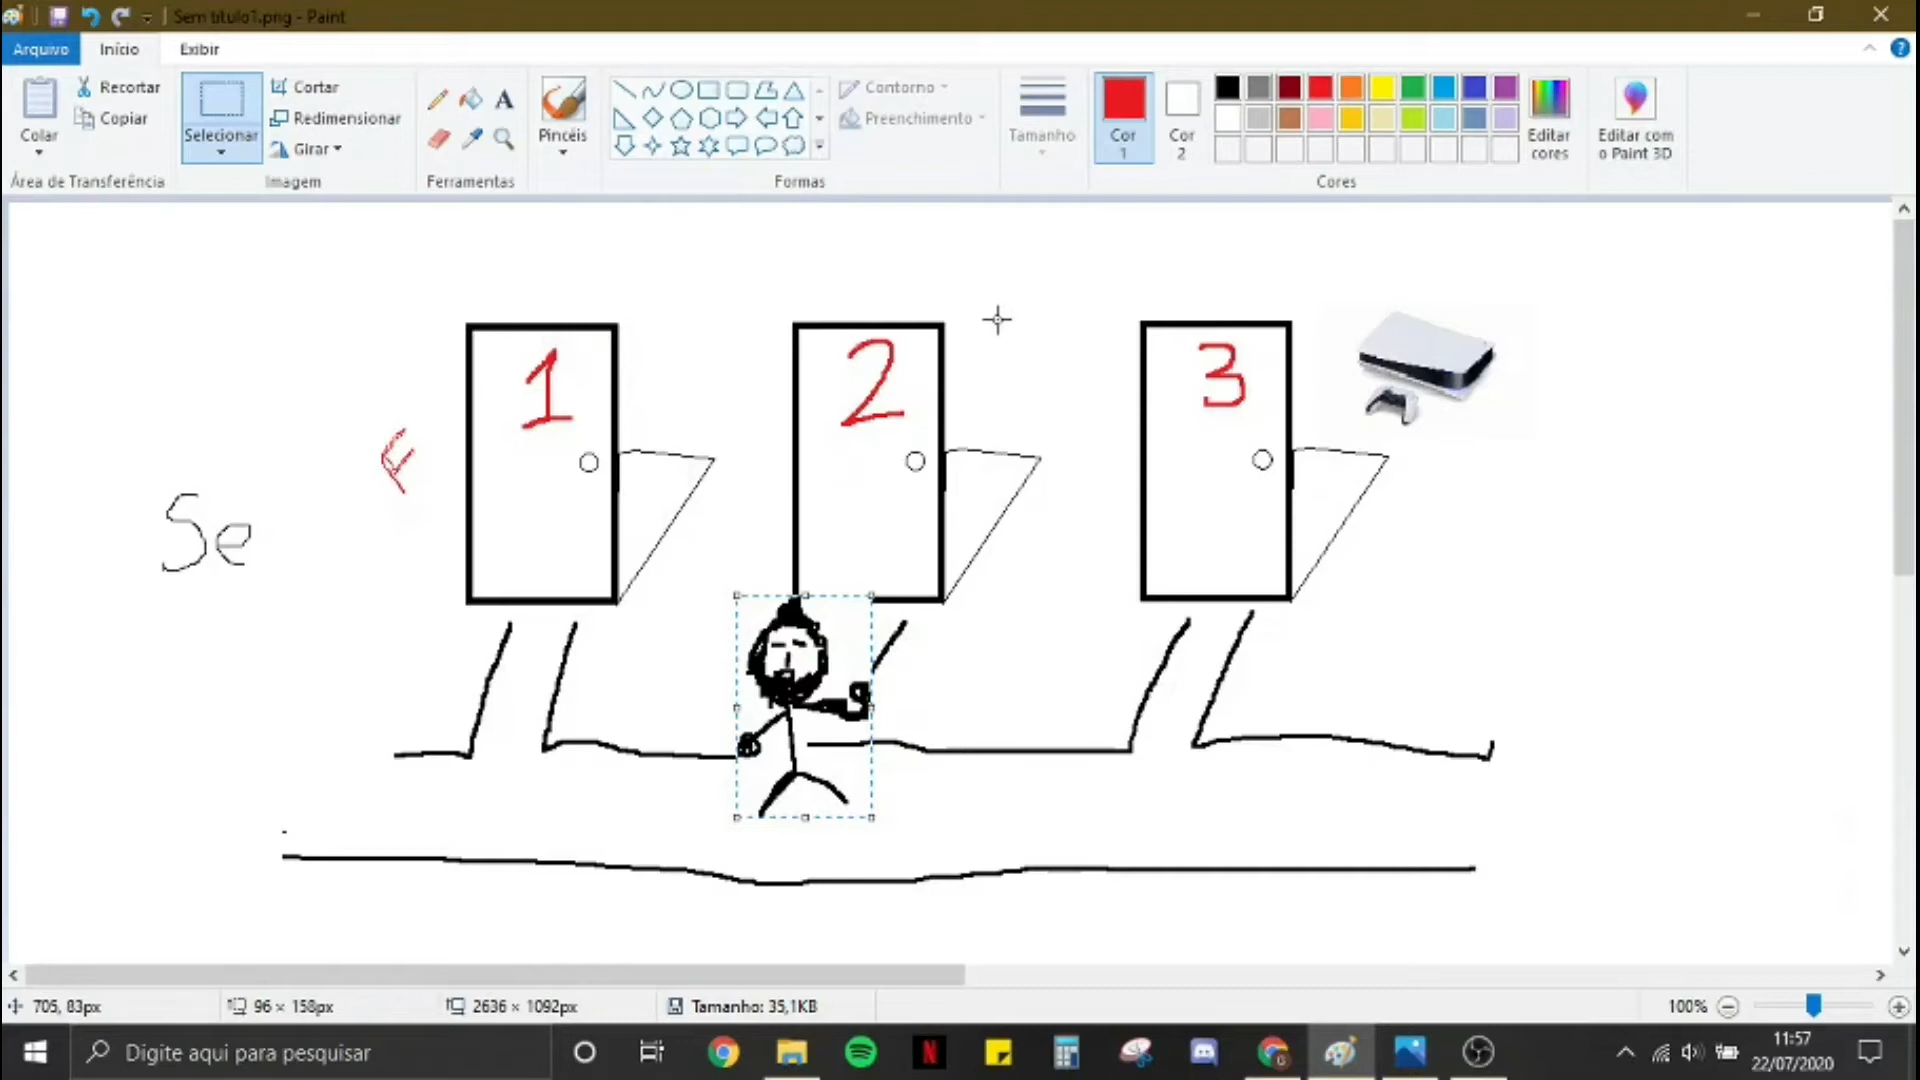 Sem título1.png - Paint
Arquivo Início Exibir
Colar
Recortar
Copiar
Área de Transferência
Selecionar
Cortar
Redimensionar
Girar
Imagem
A
Ferramentas
Pincéis
Formas
Contorno
Preenchimento
Tamanho
Cor 1
Cor 2
Cores
Editar cores
Editar com o Paint 3D
1 2 3
Se
705, 83px 96 × 158px 2636 × 1092px Tamanho: 35,1KB 100%
Digite aqui para pesquisar
N
11:57
22/07/2020